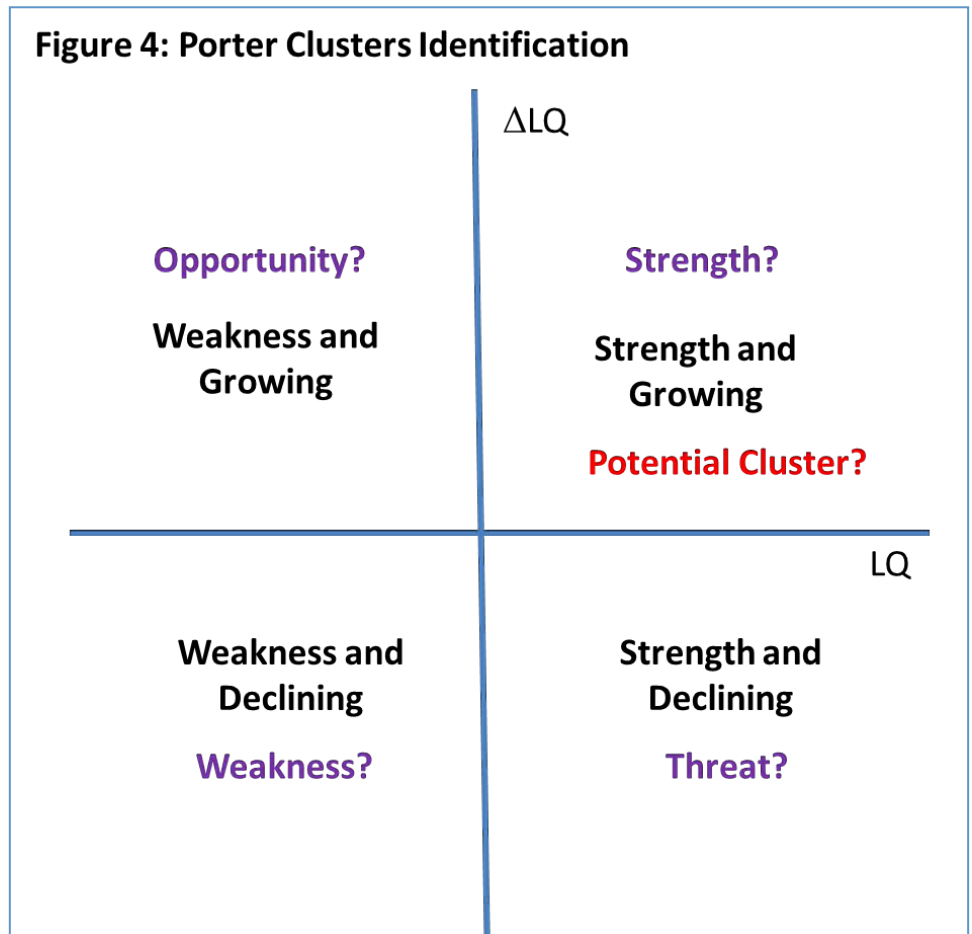 Figure 4: Porter Clusters Identification
ΔLQ
Opportunity?
Weakness and
Growing
Strength?
Strength and
Growing
Potential Cluster?
LQ
Weakness and
Declining
Weakness?
Strength and
Declining
Threat?